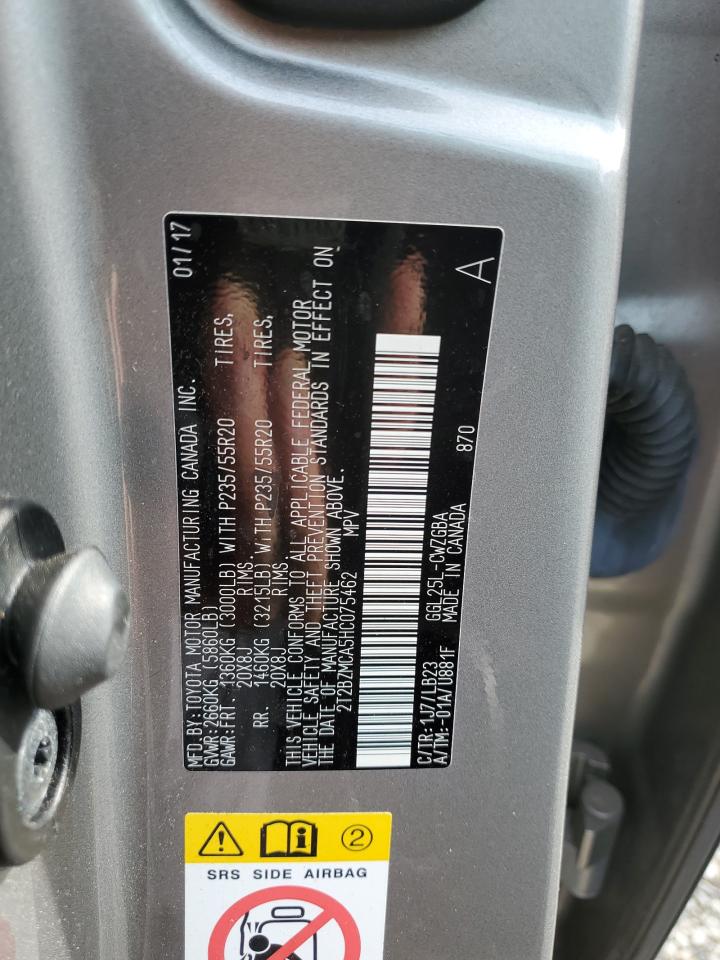 MFD.BY:TOYOTA MOTOR MANUFACTURING CANADA INC. 01/17
GVWR:2660KG (5860LB)
GAWR:FRT. 1360KG (3000LB) WITH P235/55R20 TIRES,
20X8J RIMS.
RR. 1460KG (3215LB) WITH P235/55R20 TIRES,
20X8J RIMS.
THIS VEHICLE CONFORMS TO ALL APPLICABLE FEDERAL MOTOR
VEHICLE SAFETY AND THEFT PREVENTION STANDARDS IN EFFECT ON
THE DATE OF MANUFACTURE SHOWN ABOVE.
2T2BZMCA5HC075462 MPV
C/TR:1J7/LB23 GGL25L-CWZGBA
A/TM:-01A/U881F MADE IN CANADA 870
A
2
SRS SIDE AIRBAG